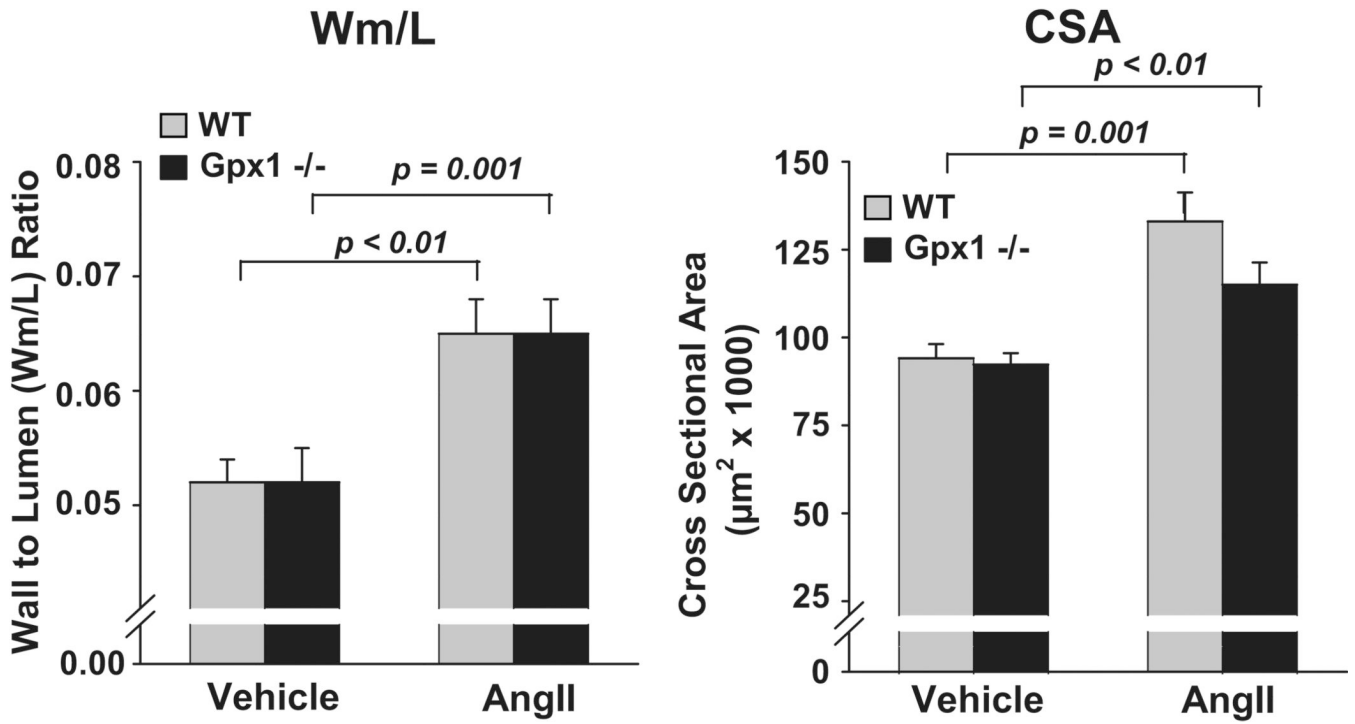 Wm/L
WT
Gpx1 -/-
p = 0.001
p < 0.01
0.08
0.07
0.06
0.05
0.00
Wall to Lumen (Wm/L) Ratio
Vehicle
AngII
CSA
p < 0.01
p = 0.001
WT
Gpx1 -/-
150
125
100
75
50
25
0
Cross Sectional Area
(µm² x 1000)
Vehicle
AngII